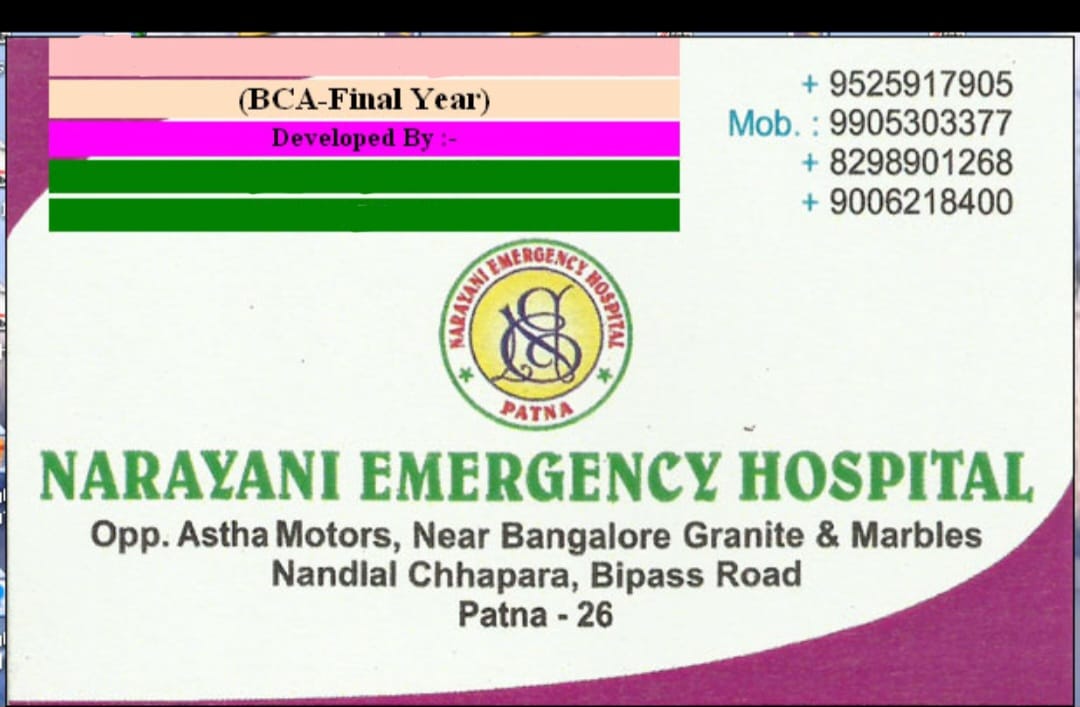 (BCA-Final Year)
Developed By :-
+ 9525917905
Mob. : 9905303377
+ 8298901268
+ 9006218400
NARAYANI EMERGENCY HOSPITAL
PATNA
NARAYANI EMERGENCY HOSPITAL
Opp. Astha Motors, Near Bangalore Granite & Marbles
Nandlal Chhapara, Bipass Road
Patna - 26